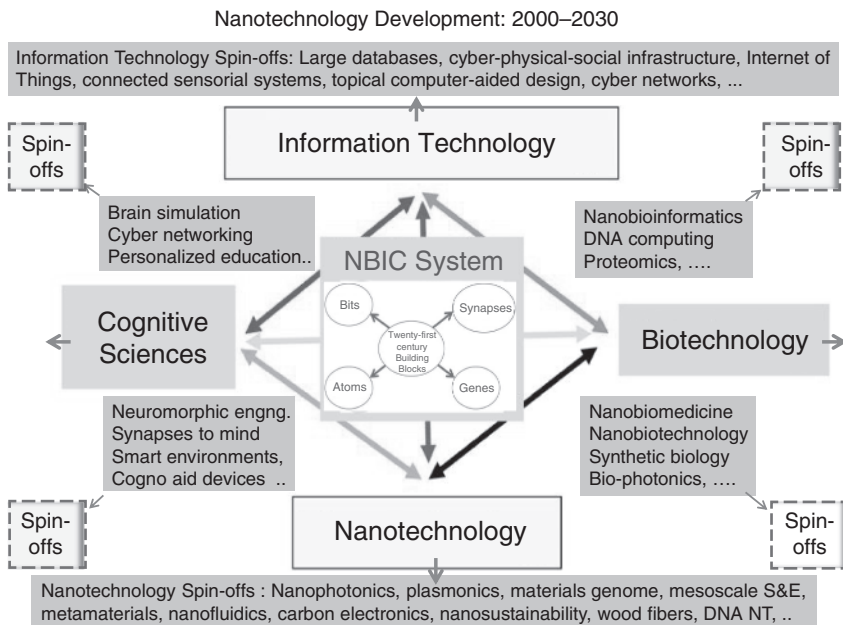 Nanotechnology Development: 2000–2030
Information Technology Spin-offs: Large databases, cyber-physical-social infrastructure, Internet of
Things, connected sensorial systems, topical computer-aided design, cyber networks, ...
Spin-
offs
Information Technology
Spin-
offs
Brain simulation
Cyber networking
Personalized education..
Nanobioinformatics
DNA computing
Proteomics, ....
NBIC System
Bits
Synapses
Twenty-first
century
Building
Blocks
Atoms
Genes
Cognitive
Sciences
Biotechnology
Neuromorphic engng.
Synapses to mind
Smart environments,
Cogno aid devices ..
Nanobiomedicine
Nanobiotechnology
Synthetic biology
Bio-photonics, ....
Spin-
offs
Nanotechnology
Spin-
offs
Nanotechnology Spin-offs : Nanophotonics, plasmonics, materials genome, mesoscale S&E,
metamaterials, nanofluidics, carbon electronics, nanosustainability, wood fibers, DNA NT, ..